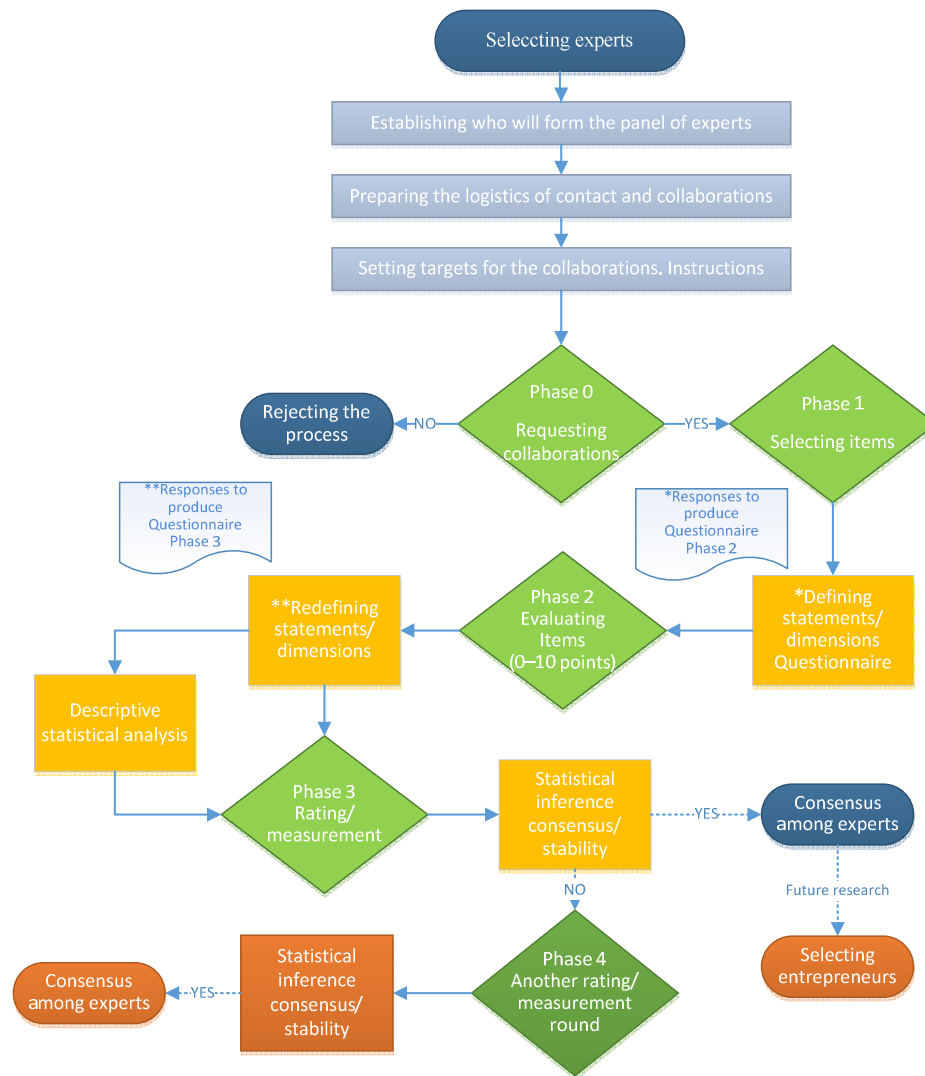 Seleccting experts
Establishing who will form the panel of experts
Preparing the logistics of contact and collaborations
Setting targets for the collaborations. Instructions
Phase 0
Requesting
collaborations
NO
Rejecting the
process
YES
Phase 1
Selecting items
**Responses to
produce
Questionnaire
Phase 3
*Responses to
produce
Questionnaire
Phase 2
*Defining
statements/
dimensions
Questionnaire
Phase 2
Evaluating
Items
(0–10 points)
**Redefining
statements/
dimensions
Descriptive
statistical analysis
Phase 3
Rating/
measurement
Statistical
inference
consensus/
stability
YES
Consensus
among experts
Future research
Selecting
entrepreneurs
NO
Phase 4
Another rating/
measurement
round
Statistical
inference
consensus/
stability
YES
Consensus
among experts